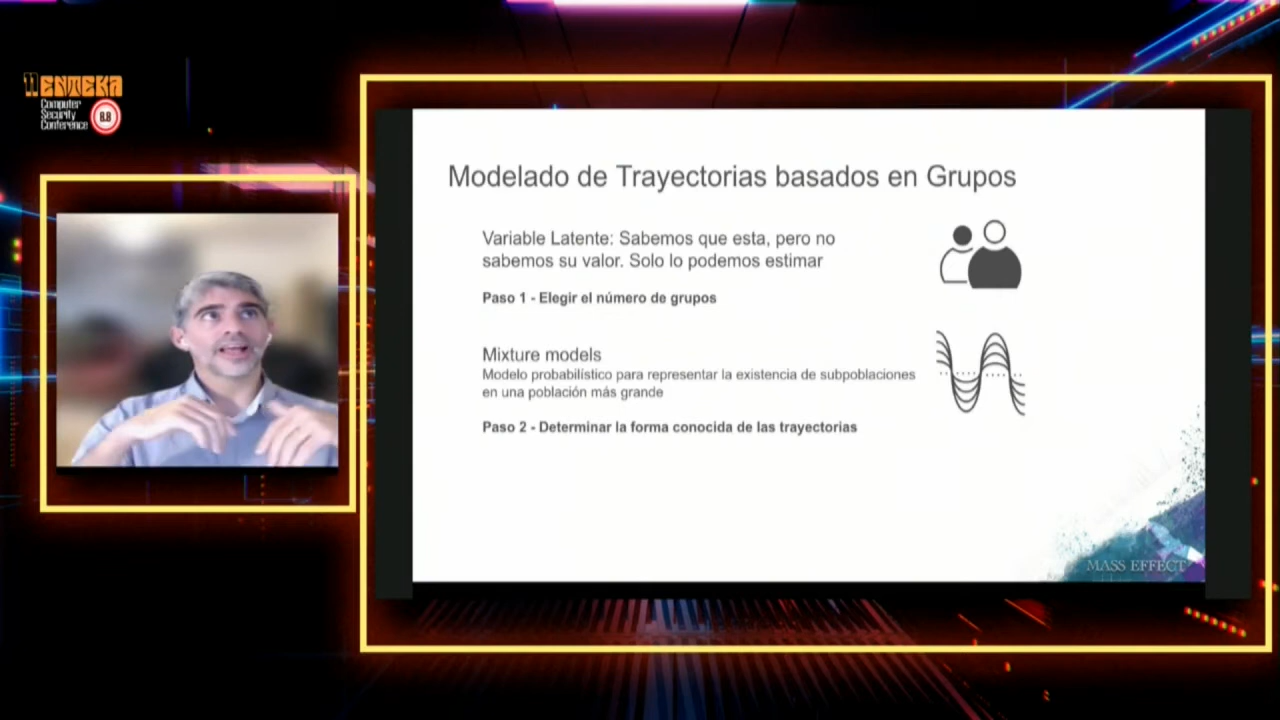 11ENTEKA
Computer
Security
Conference
8.8
Modelado de Trayectorias basados en Grupos
Variable Latente: Sabemos que esta, pero no
sabemos su valor. Solo lo podemos estimar
Paso 1 - Elegir el número de grupos
Mixture models
Modelo probabilístico para representar la existencia de subpoblaciones
en una población más grande
Paso 2 - Determinar la forma conocida de las trayectorias
MASS EFFECT